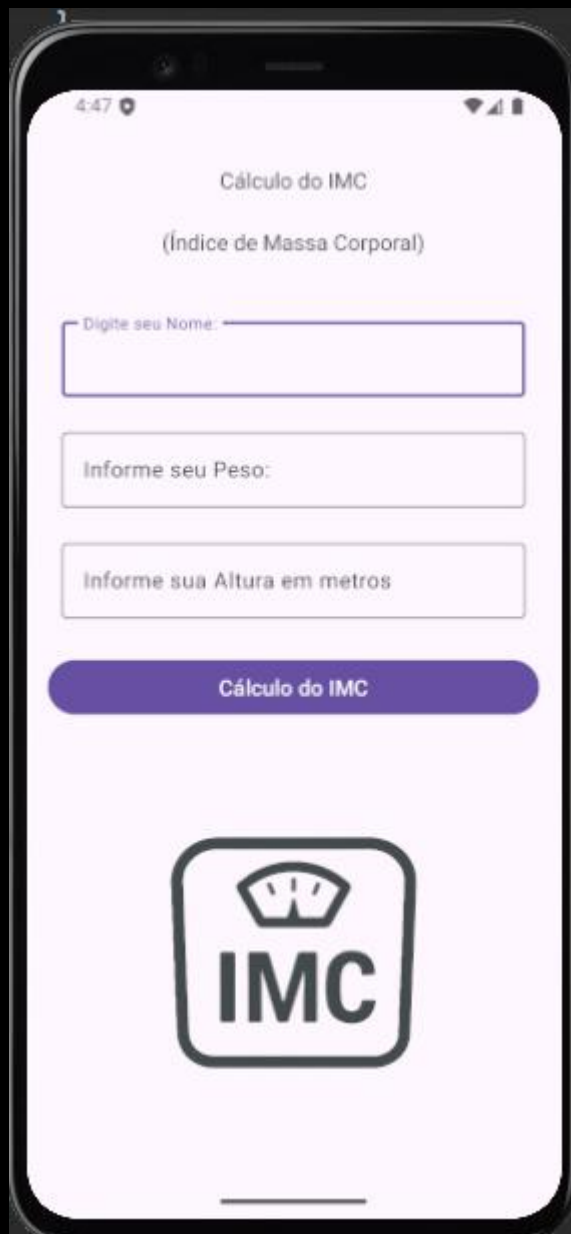 4:47
Cálculo do IMC
(Índice de Massa Corporal)
Digite seu Nome:
Informe seu Peso:
Informe sua Altura em metros
Cálculo do IMC
IMC